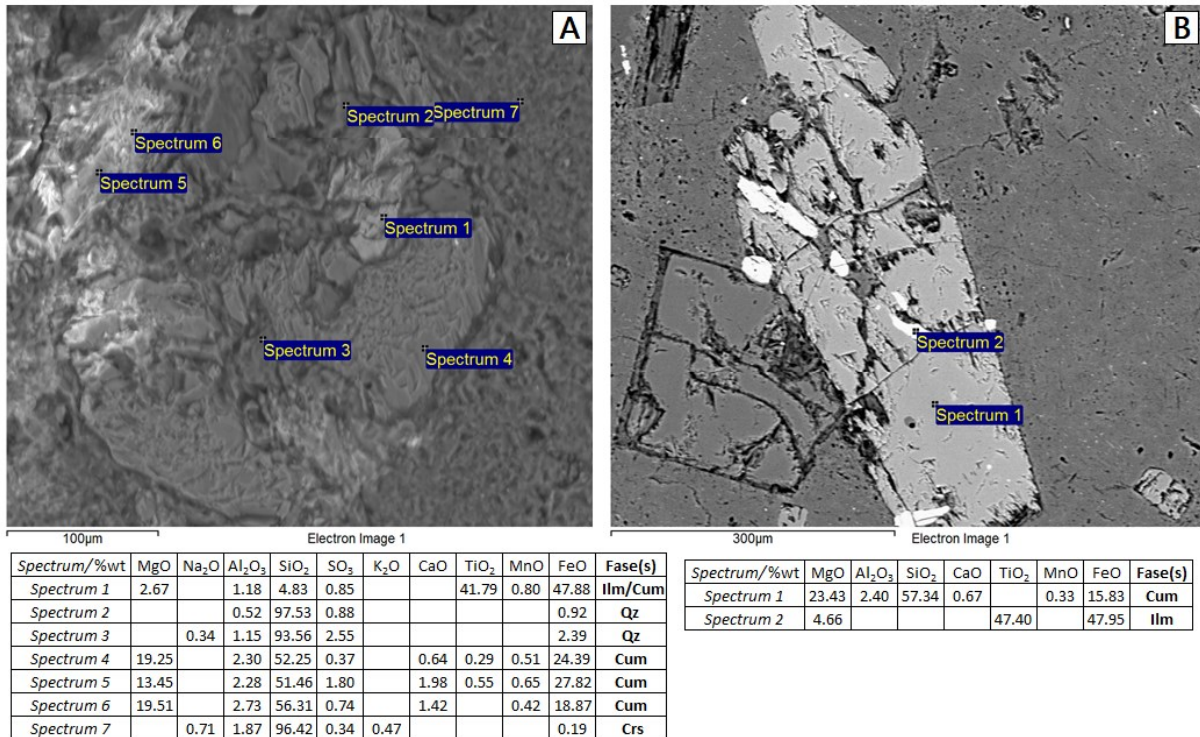 A
Spectrum 2
Spectrum 7
Spectrum 6
Spectrum 5
Spectrum 1
Spectrum 3
Spectrum 4
100µm Electron Image 1
B
Spectrum 2
Spectrum 1
300µm Electron Image 1
Spectrum/%wt MgO Na₂O Al₂O₃ SiO₂ SO₃ K₂O CaO TiO₂ MnO FeO Fase(s)
Spectrum 1 2.67 1.18 4.83 0.85 41.79 0.80 47.88 Ilm/Cum
Spectrum 2 0.52 97.53 0.88 0.92 Qz
Spectrum 3 0.34 1.15 93.56 2.55 2.39 Qz
Spectrum 4 19.25 2.30 52.25 0.37 0.64 0.29 0.51 24.39 Cum
Spectrum 5 13.45 2.28 51.46 1.80 1.98 0.55 0.65 27.82 Cum
Spectrum 6 19.51 2.73 56.31 0.74 1.42 0.42 18.87 Cum
Spectrum 7 0.71 1.87 96.42 0.34 0.47 0.19 Crs
Spectrum/%wt MgO Al₂O₃ SiO₂ CaO TiO₂ MnO FeO Fase(s)
Spectrum 1 23.43 2.40 57.34 0.67 0.33 15.83 Cum
Spectrum 2 4.66 47.40 47.95 Ilm